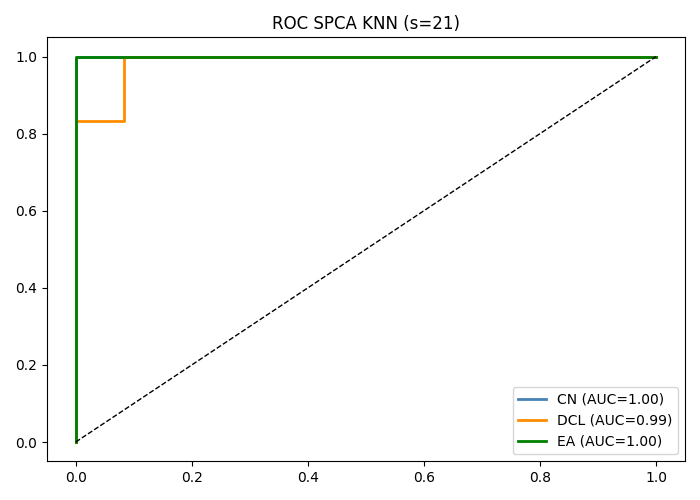 ROC SPCA KNN (s=21)
1.0
0.8
0.6
0.4
0.2
0.0
0.0 0.2 0.4 0.6 0.8 1.0
CN (AUC=1.00)
DCL (AUC=0.99)
EA (AUC=1.00)